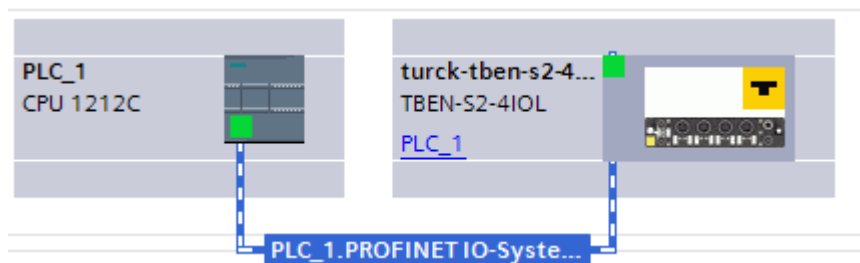 PLC_1
CPU 1212C
turck-tben-s2-4...
TBEN-S2-4IOL
PLC_1
PLC_1.PROFINET IO-Syste...